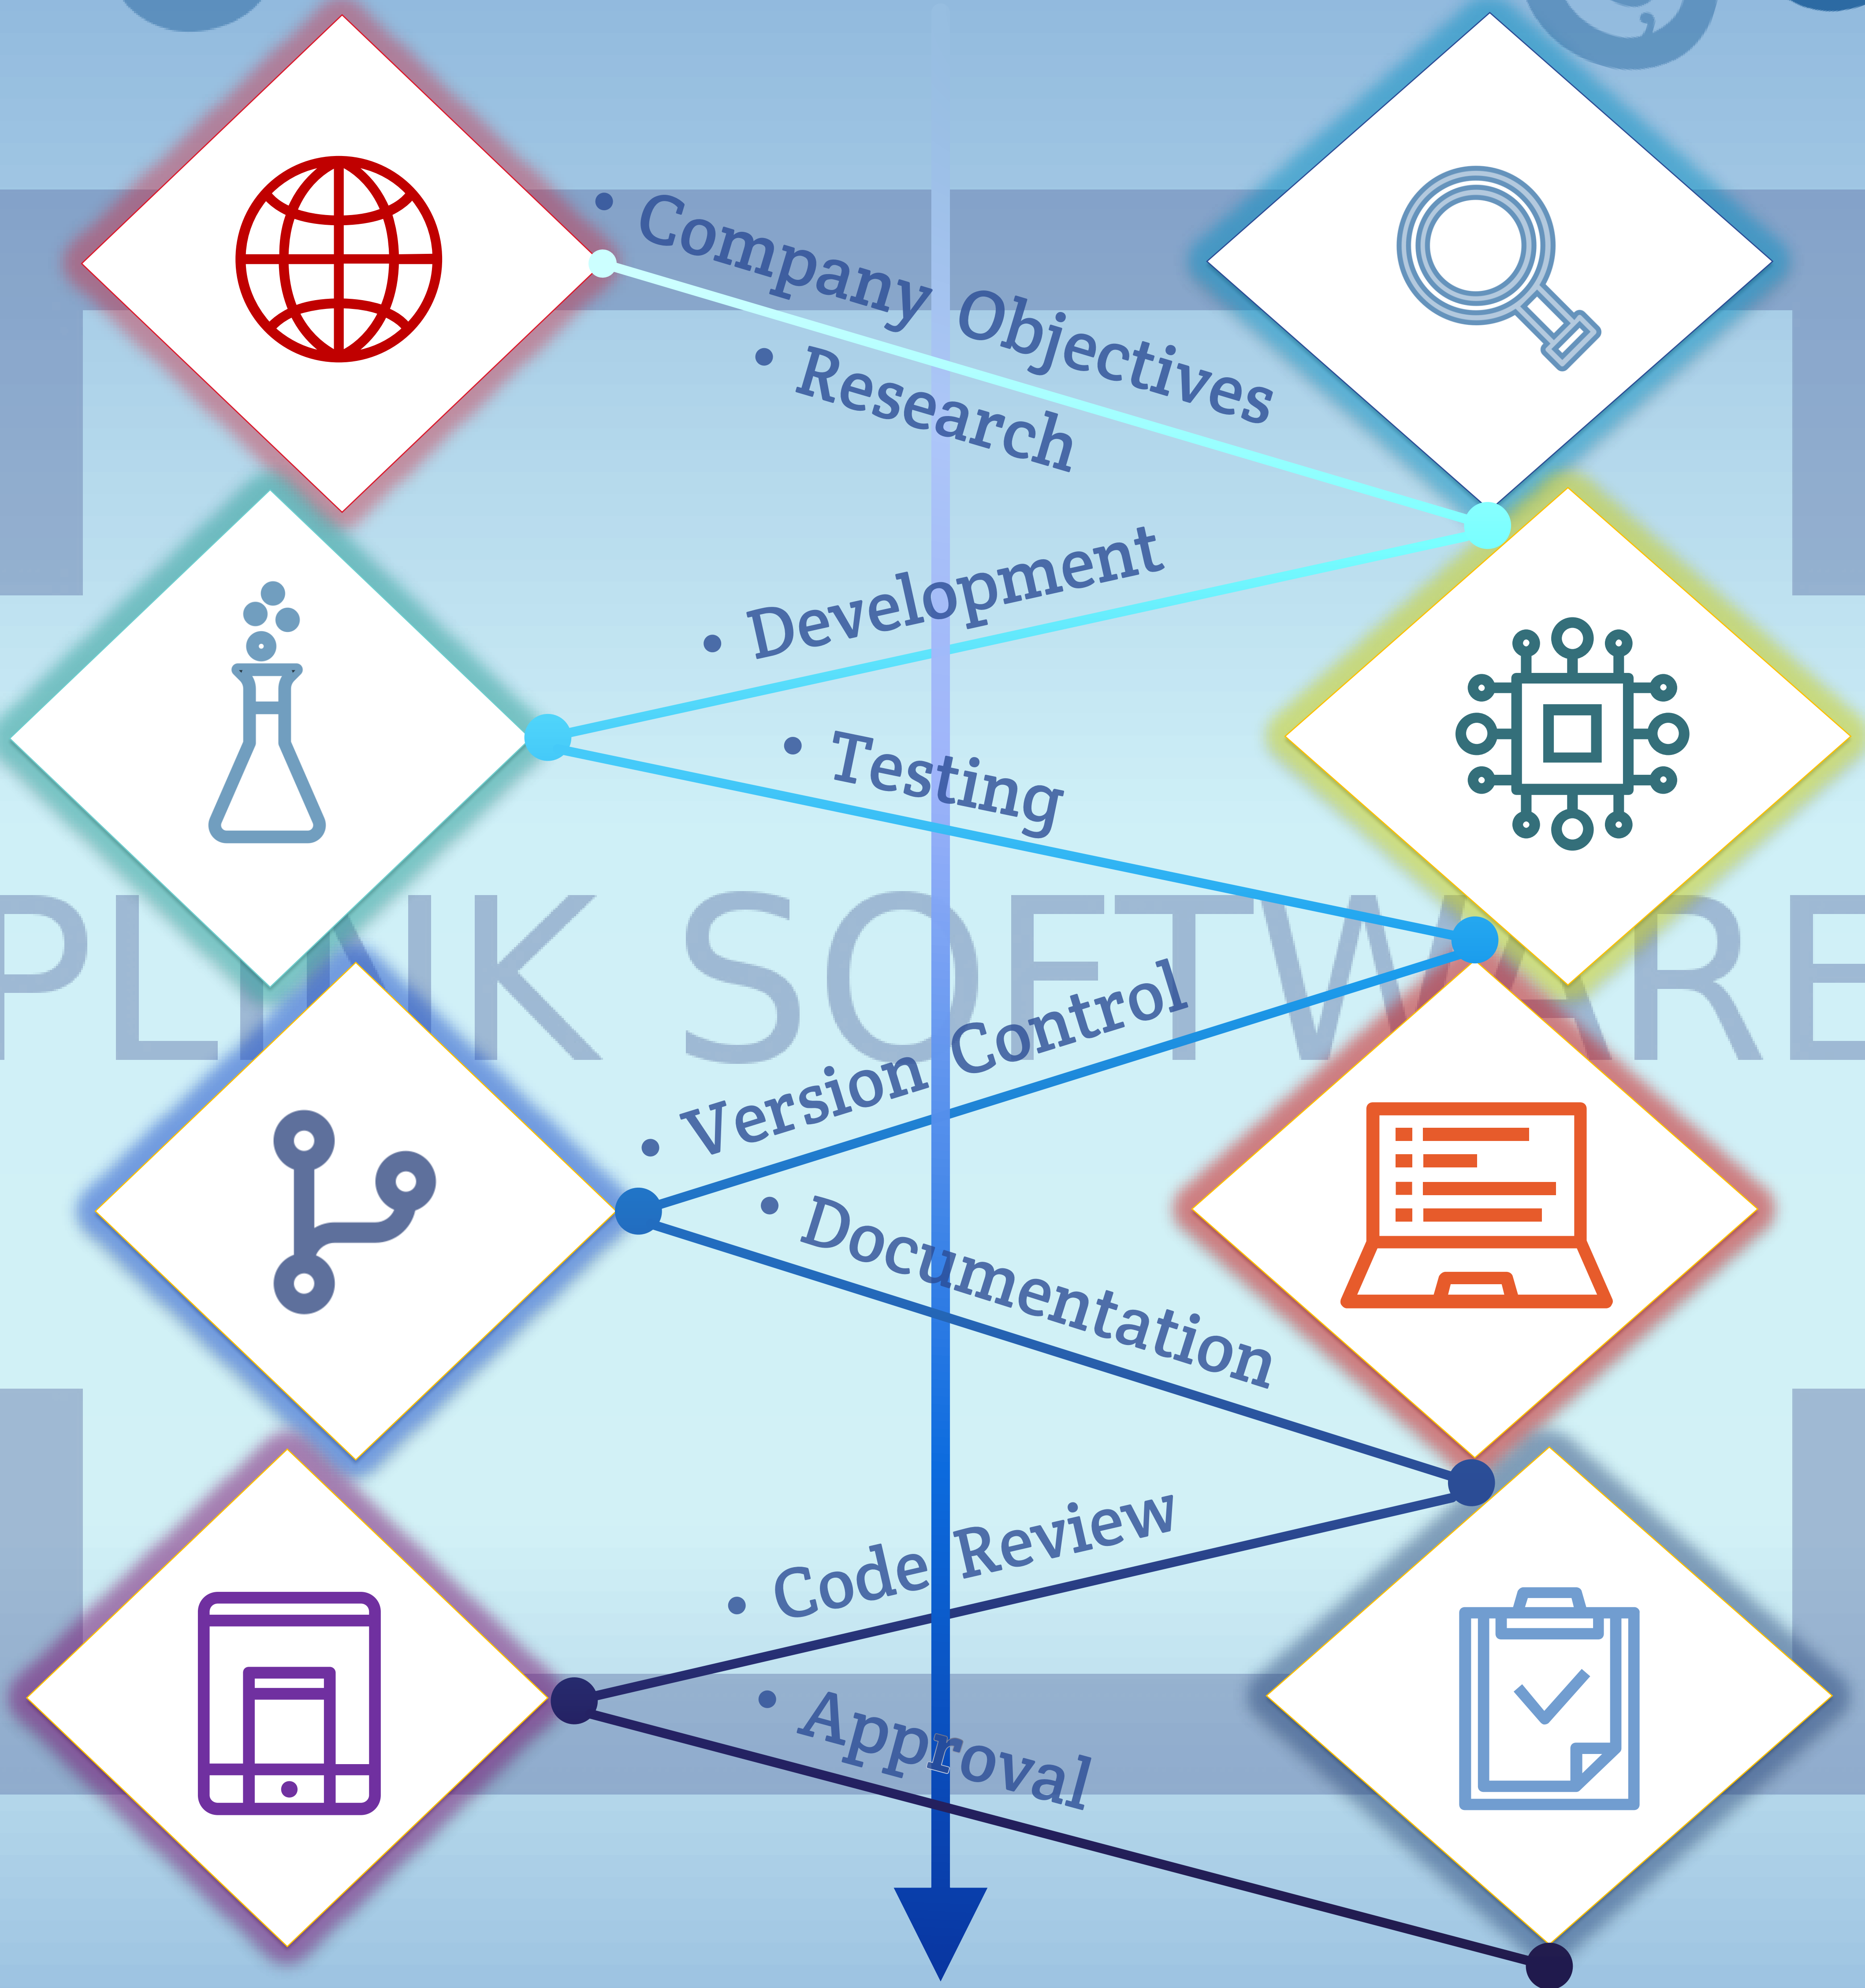 • Company Objectives
• Research
• Development
• Testing
PLINK SOFTWARE
• Version Control
• Documentation
• Code Review
• Approval